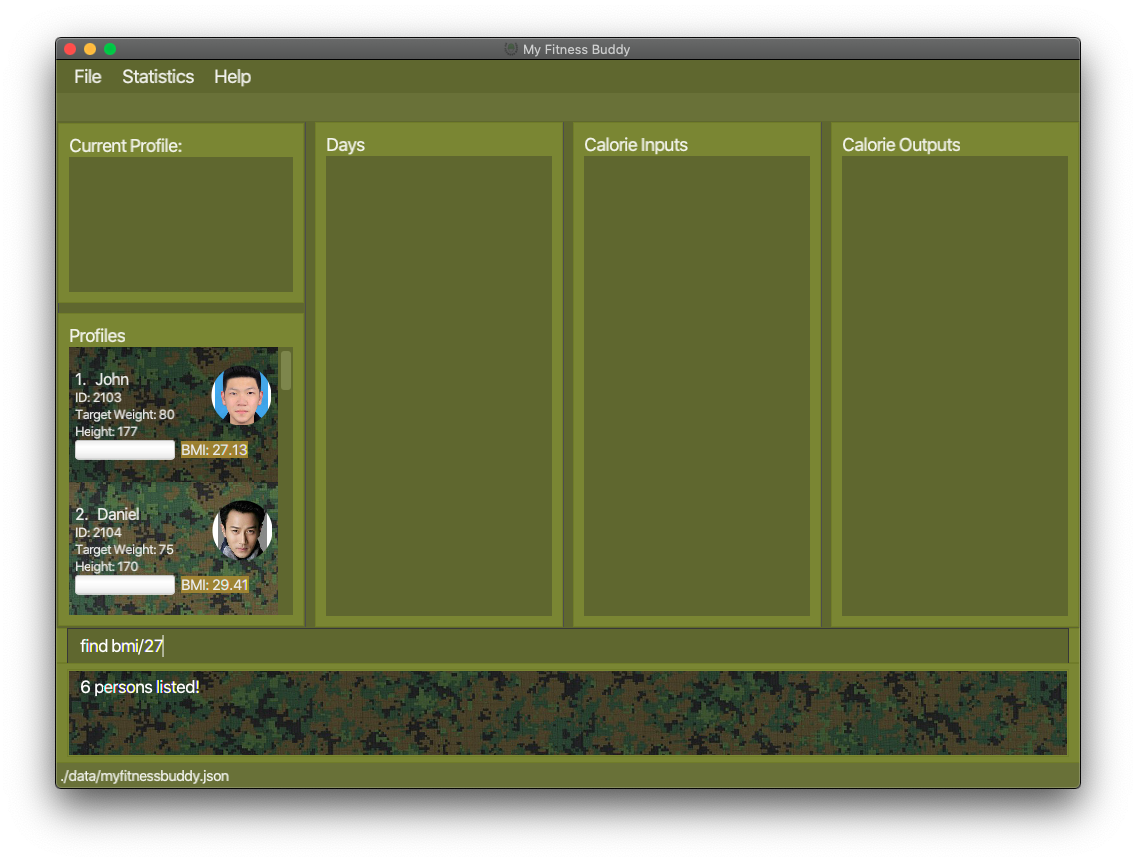 My Fitness Buddy
File Statistics Help
Current Profile:
Days
Calorie Inputs
Calorie Outputs
Profiles
1. John
ID: 2103
Target Weight: 80
Height: 177
BMI: 27.13
2. Daniel
ID: 2104
Target Weight: 75
Height: 170
BMI: 29.41
find bmi/27
6 persons listed!
./data/myfitnessbuddy.json